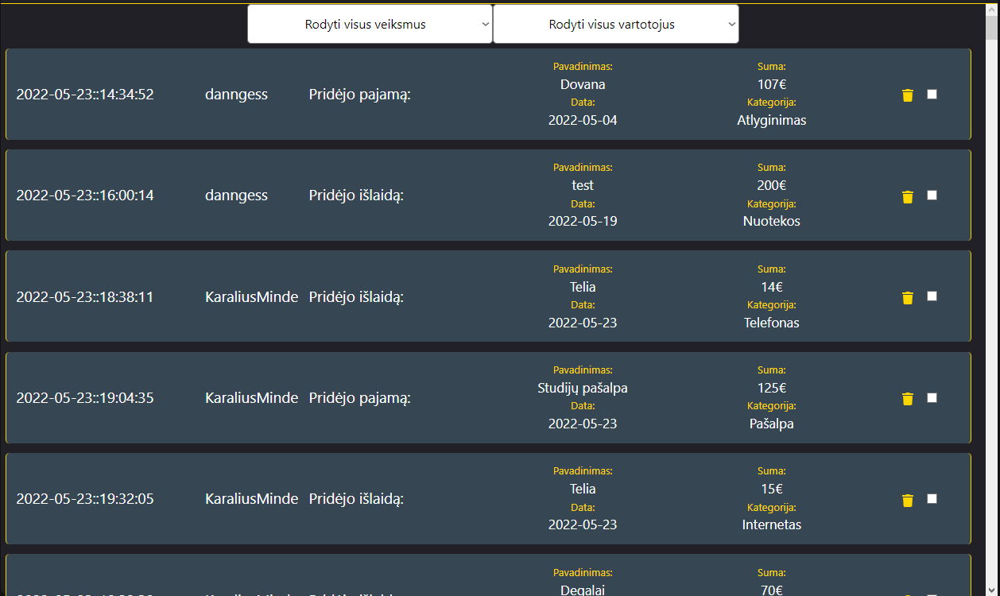 Rodyti visus veiksmus
Rodyti visus vartotojus
2022-05-23::14:34:52 danngess Pridėjo pajamą:
Pavadinimas:
Dovana
Data:
2022-05-04
Suma:
107€
Kategorija:
Atlyginimas
2022-05-23::16:00:14 danngess Pridėjo išlaidą:
Pavadinimas:
test
Data:
2022-05-19
Suma:
200€
Kategorija:
Nuotekos
2022-05-23::18:38:11 KaraliusMinde Pridėjo išlaidą:
Pavadinimas:
Telia
Data:
2022-05-23
Suma:
14€
Kategorija:
Telefonas
2022-05-23::19:04:35 KaraliusMinde Pridėjo pajamą:
Pavadinimas:
Studijų pašalpa
Data:
2022-05-23
Suma:
125€
Kategorija:
Pašalpa
2022-05-23::19:32:05 KaraliusMinde Pridėjo išlaidą:
Pavadinimas:
Telia
Data:
2022-05-23
Suma:
15€
Kategorija:
Internetas
Pavadinimas:
Degalai
Suma:
70€